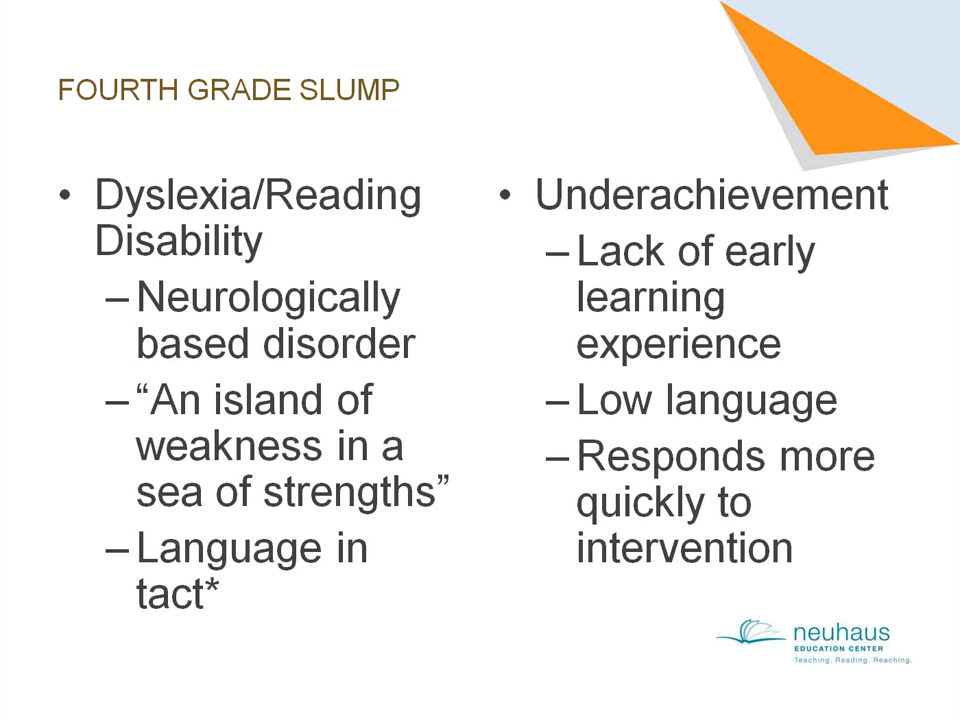 FOURTH GRADE SLUMP
• Dyslexia/Reading
Disability
– Neurologically
based disorder
– “An island of
weakness in a
sea of strengths”
– Language in
tact*
• Underachievement
– Lack of early
learning
experience
– Low language
– Responds more
quickly to
intervention
neuhaus
EDUCATION CENTER
Teaching. Reading. Reaching.